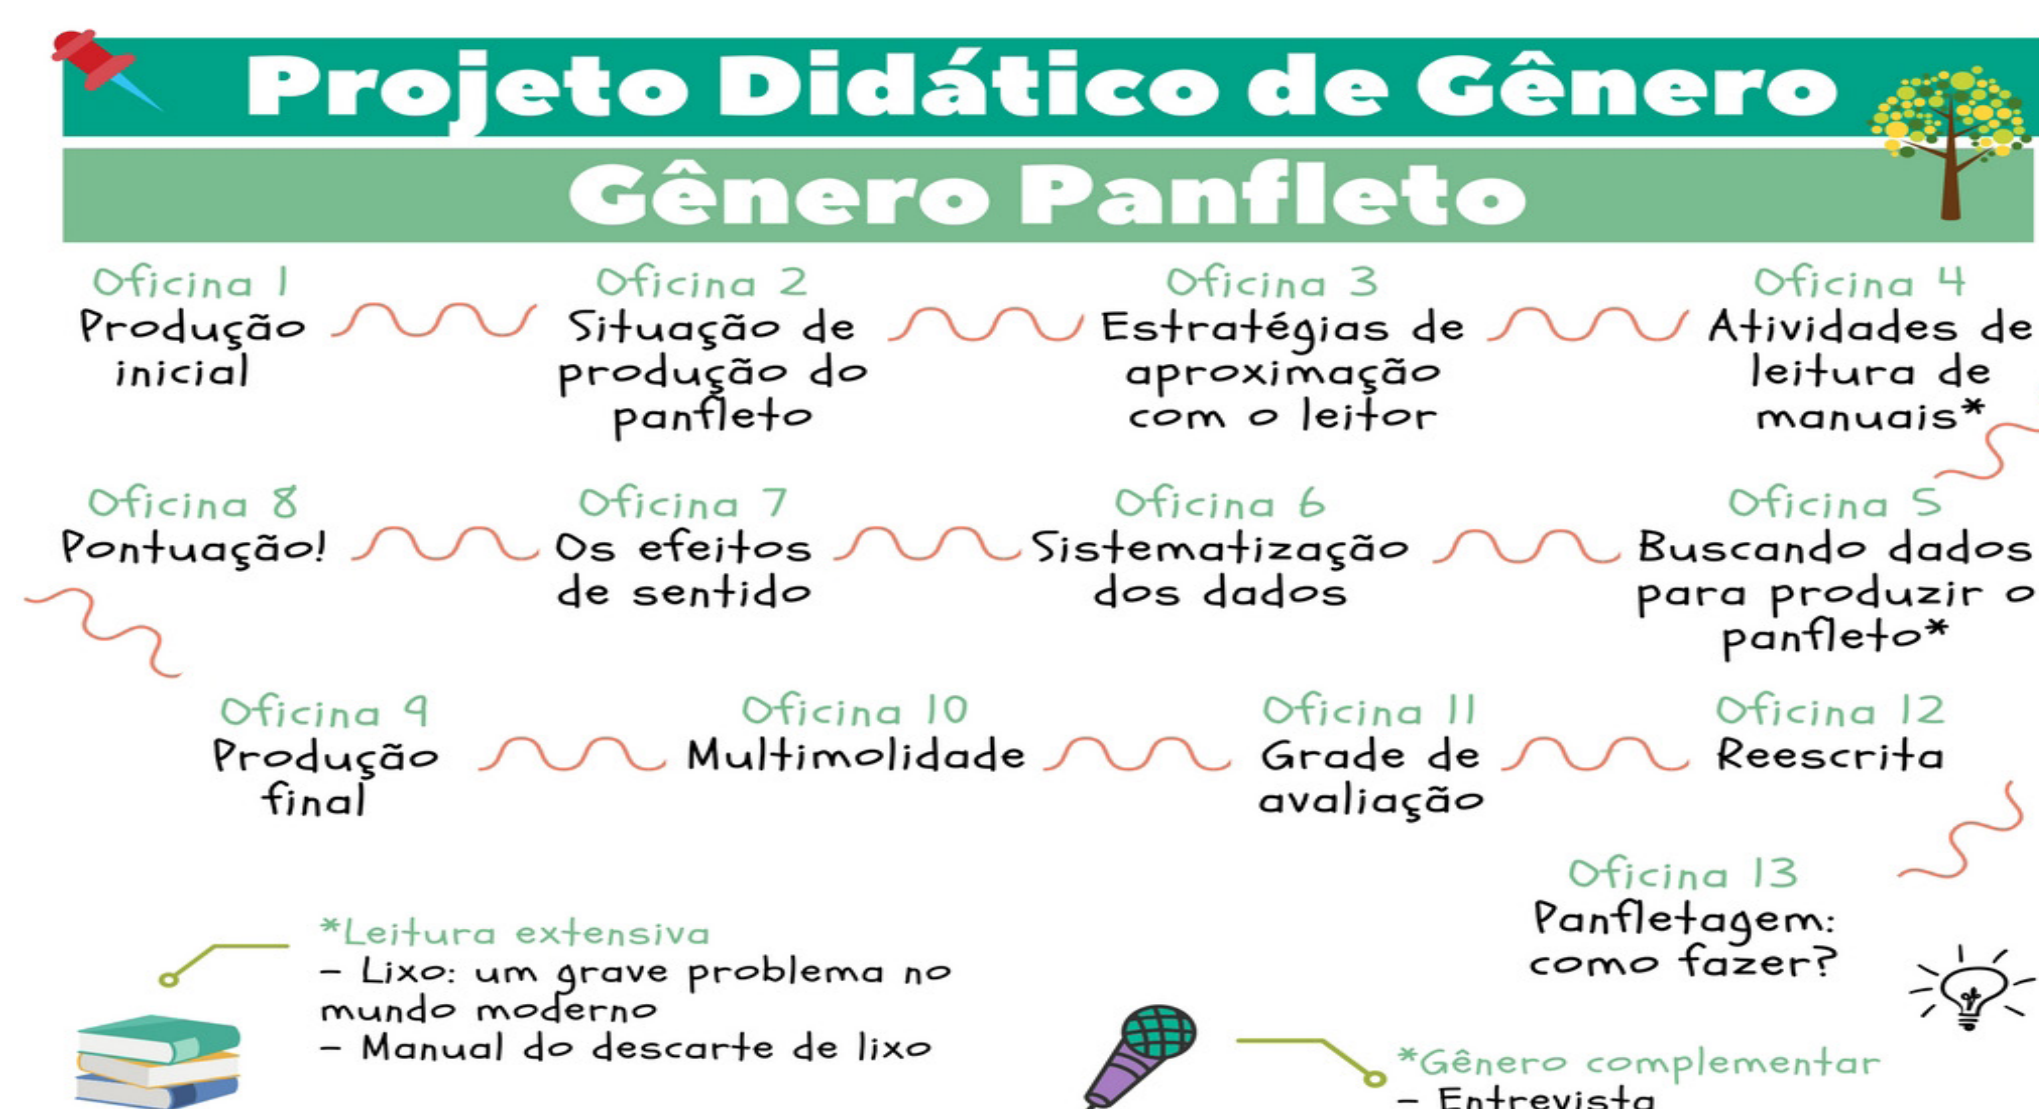 Projeto Didático de Gênero
Gênero Panfleto
Oficina 1
Produção
inicial
Oficina 2
Situação de
produção do
panfleto
Oficina 3
Estratégias de
aproximação
com o leitor
Oficina 4
Atividades de
leitura de
manuais*
Oficina 5
Buscando dados
para produzir o
panfleto*
Oficina 6
Sistematização
dos dados
Oficina 7
Os efeitos
de sentido
Oficina 8
Pontuação!
Oficina 9
Produção
final
Oficina 10
Multimolidade
Oficina 11
Grade de
avaliação
Oficina 12
Reescrita
Oficina 13
Panfletagem:
como fazer?
*Leitura extensiva
- Lixo: um grave problema no
mundo moderno
- Manual do descarte de lixo
*Gênero complementar
- Entrevista